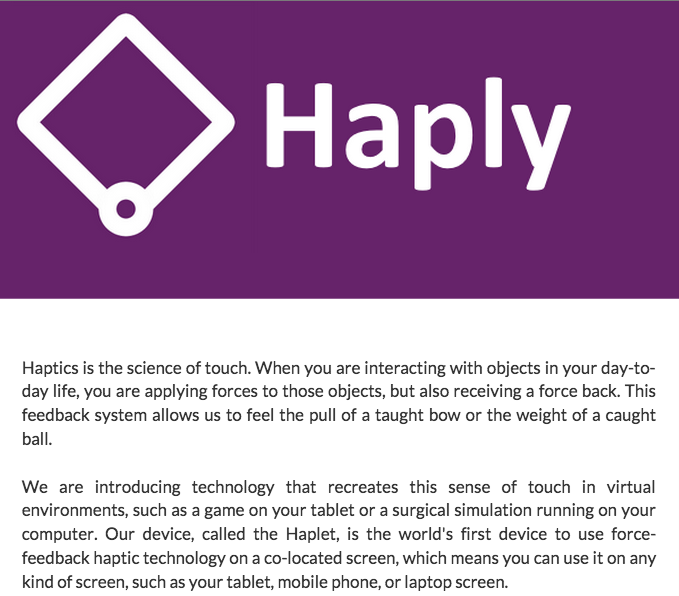 Haply
Haptics is the science of touch. When you are interacting with objects in your day-to-
day life, you are applying forces to those objects, but also receiving a force back. This
feedback system allows us to feel the pull of a taught bow or the weight of a caught
ball.
We are introducing technology that recreates this sense of touch in virtual
environments, such as a game on your tablet or a surgical simulation running on your
computer. Our device, called the Haplet, is the world's first device to use force-
feedback haptic technology on a co-located screen, which means you can use it on any
kind of screen, such as your tablet, mobile phone, or laptop screen.